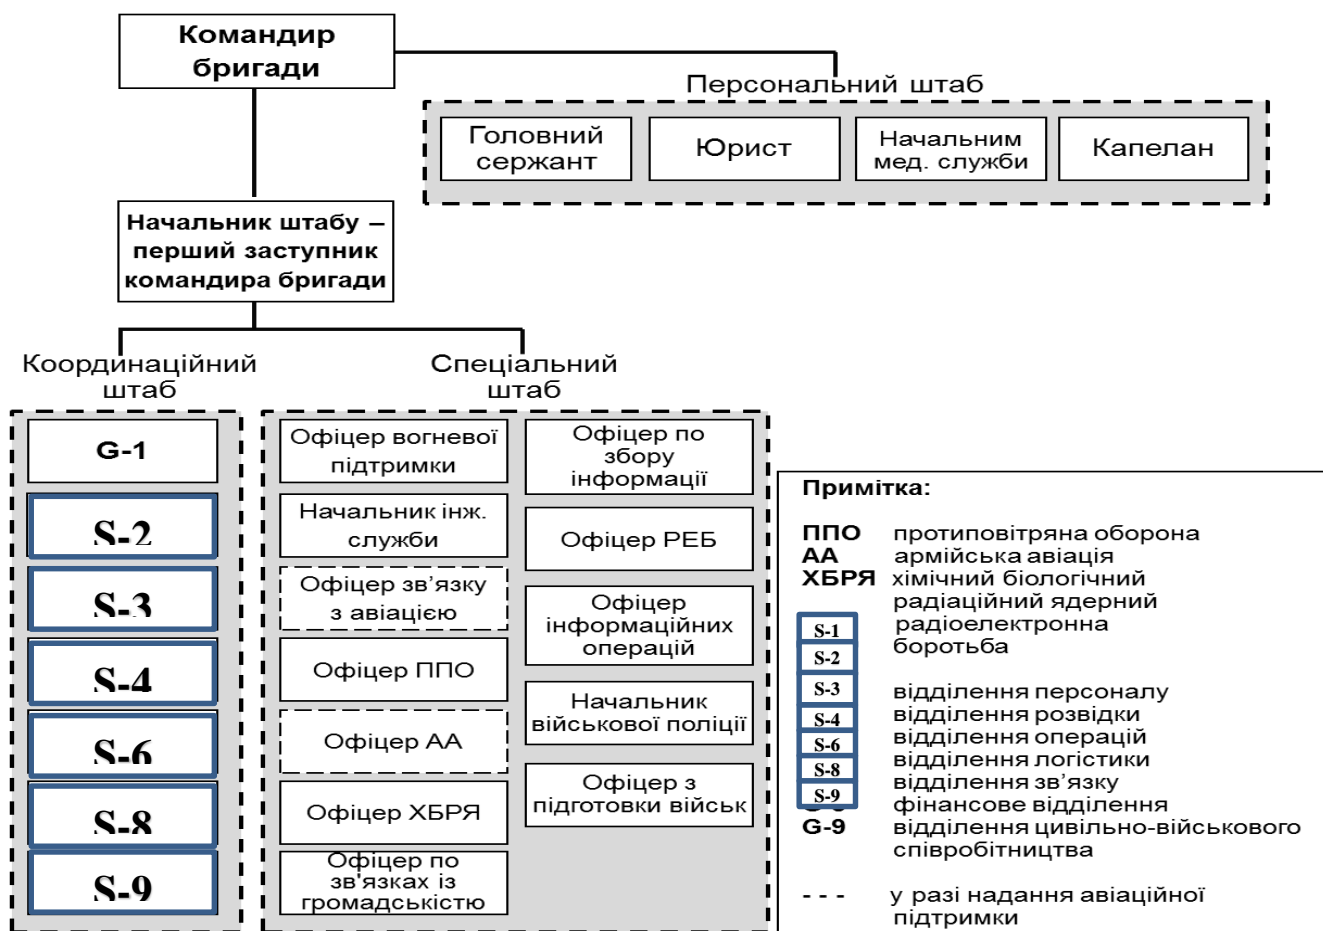 Командир
бригади
Персональний штаб
Головний
сержант
Юрист
Начальним
мед. служби
Капелан
Начальник штабу –
перший заступник
командира бригади
Координаційний
штаб
Спеціальний
штаб
G-1
S-2
S-3
S-4
S-6
S-8
S-9
Офіцер вогневої
підтримки
Начальник інж.
служби
Офіцер зв’язку
з авіацією
Офіцер ППО
Офіцер АА
Офіцер ХБРЯ
Офіцер по
зв'язках із
громадськістю
Офіцер по
збору
інформації
Офіцер РЕБ
Офіцер
інформаційних
операцій
Начальник
військової поліції
Офіцер з
підготовки військ
Примітка:
ППО протиповітряна оборона
АА армійська авіація
ХБРЯ хімічний біологічний
радіаційний ядерний
S-1 радіоелектронна
S-2 боротьба
S-3 відділення персоналу
S-4 відділення розвідки
S-6 відділення операцій
S-8 відділення логістики
S-9 відділення зв’язку
фінансове відділення
G-9 відділення цивільно-військового
співробітництва
- - - у разі надання авіаційної
підтримки